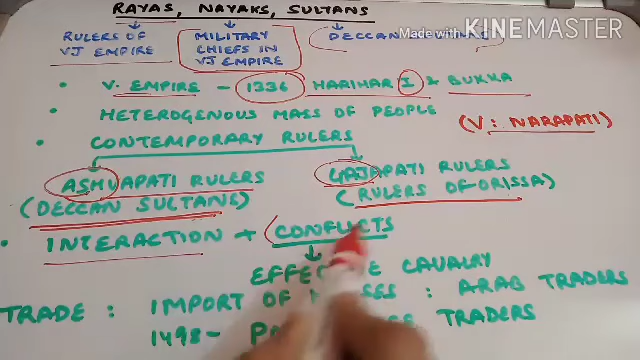 RAYAS, NAYAKS, SULTANS
Made with KINEMASTER
RULERS OF VJ EMPIRE
MILITARY CHIEFS IN VJ EMPIRE
DECCAN
• V. EMPIRE - 1336 HARIHAR I & BUKKA
• HETEROGENOUS MASS OF PEOPLE
(V: NARAPATI)
• CONTEMPORARY RULERS
ASHVAPATI RULERS
(DECCAN SULTANS)
GAJAPATI RULERS
(RULERS OF ORISSA)
• INTERACTION + CONFLICTS
CAVALRY
TRADE: IMPORT OF : ARAB TRADERS
1498- TRADERS